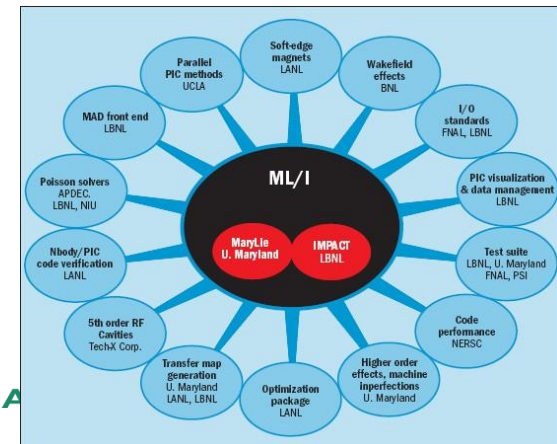 Soft-edge
magnets
LANL
Parallel
PIC methods
UCLA
Wakefield
effects
BNL
MAD front end
LBNL
I/O
standards
FNAL, LBNL
Poisson solvers
APDEC.
LBNL, NIU
ML/I
PIC visualization
& data management
LBNL
MaryLie
U. Maryland
IMPACT
LBNL
Nbody/PIC
code verification
LANL
Test suite
LBNL, U. Maryland
FNAL, PSI
5th order RF
Cavities
Tech-X Corp.
Code
performance
NERSC
Transfer map
generation
U. Maryland
LANL, LBNL
Optimization
package
LANL
Higher order
effects, machine
inperfections
U. Maryland
A